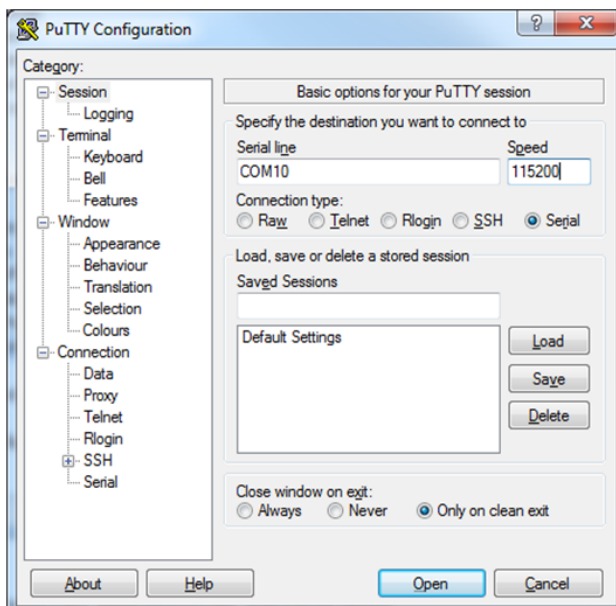 PuTTY Configuration
Category:
Session
Logging
Terminal
Keyboard
Bell
Features
Window
Appearance
Behaviour
Translation
Selection
Colours
Connection
Data
Proxy
Telnet
Rlogin
SSH
Serial
Basic options for your PuTTY session
Specify the destination you want to connect to
Serial line Speed
COM10 115200
Connection type:
Raw Telnet Rlogin SSH Serial
Load, save or delete a stored session
Saved Sessions
Default Settings
Load
Save
Delete
Close window on exit:
Always Never Only on clean exit
About Help Open Cancel